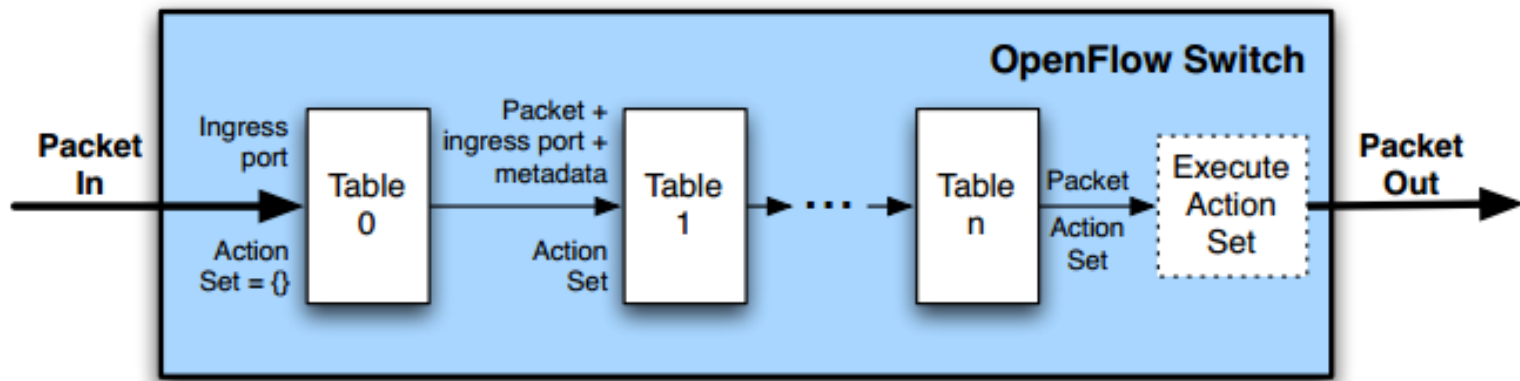 OpenFlow Switch
Packet
In
Ingress
port
Action
Set = {}
Table
0
Packet +
ingress port +
metadata
Action
Set
Table
1
...
Table
n
Packet
Action
Set
Execute
Action
Set
Packet
Out